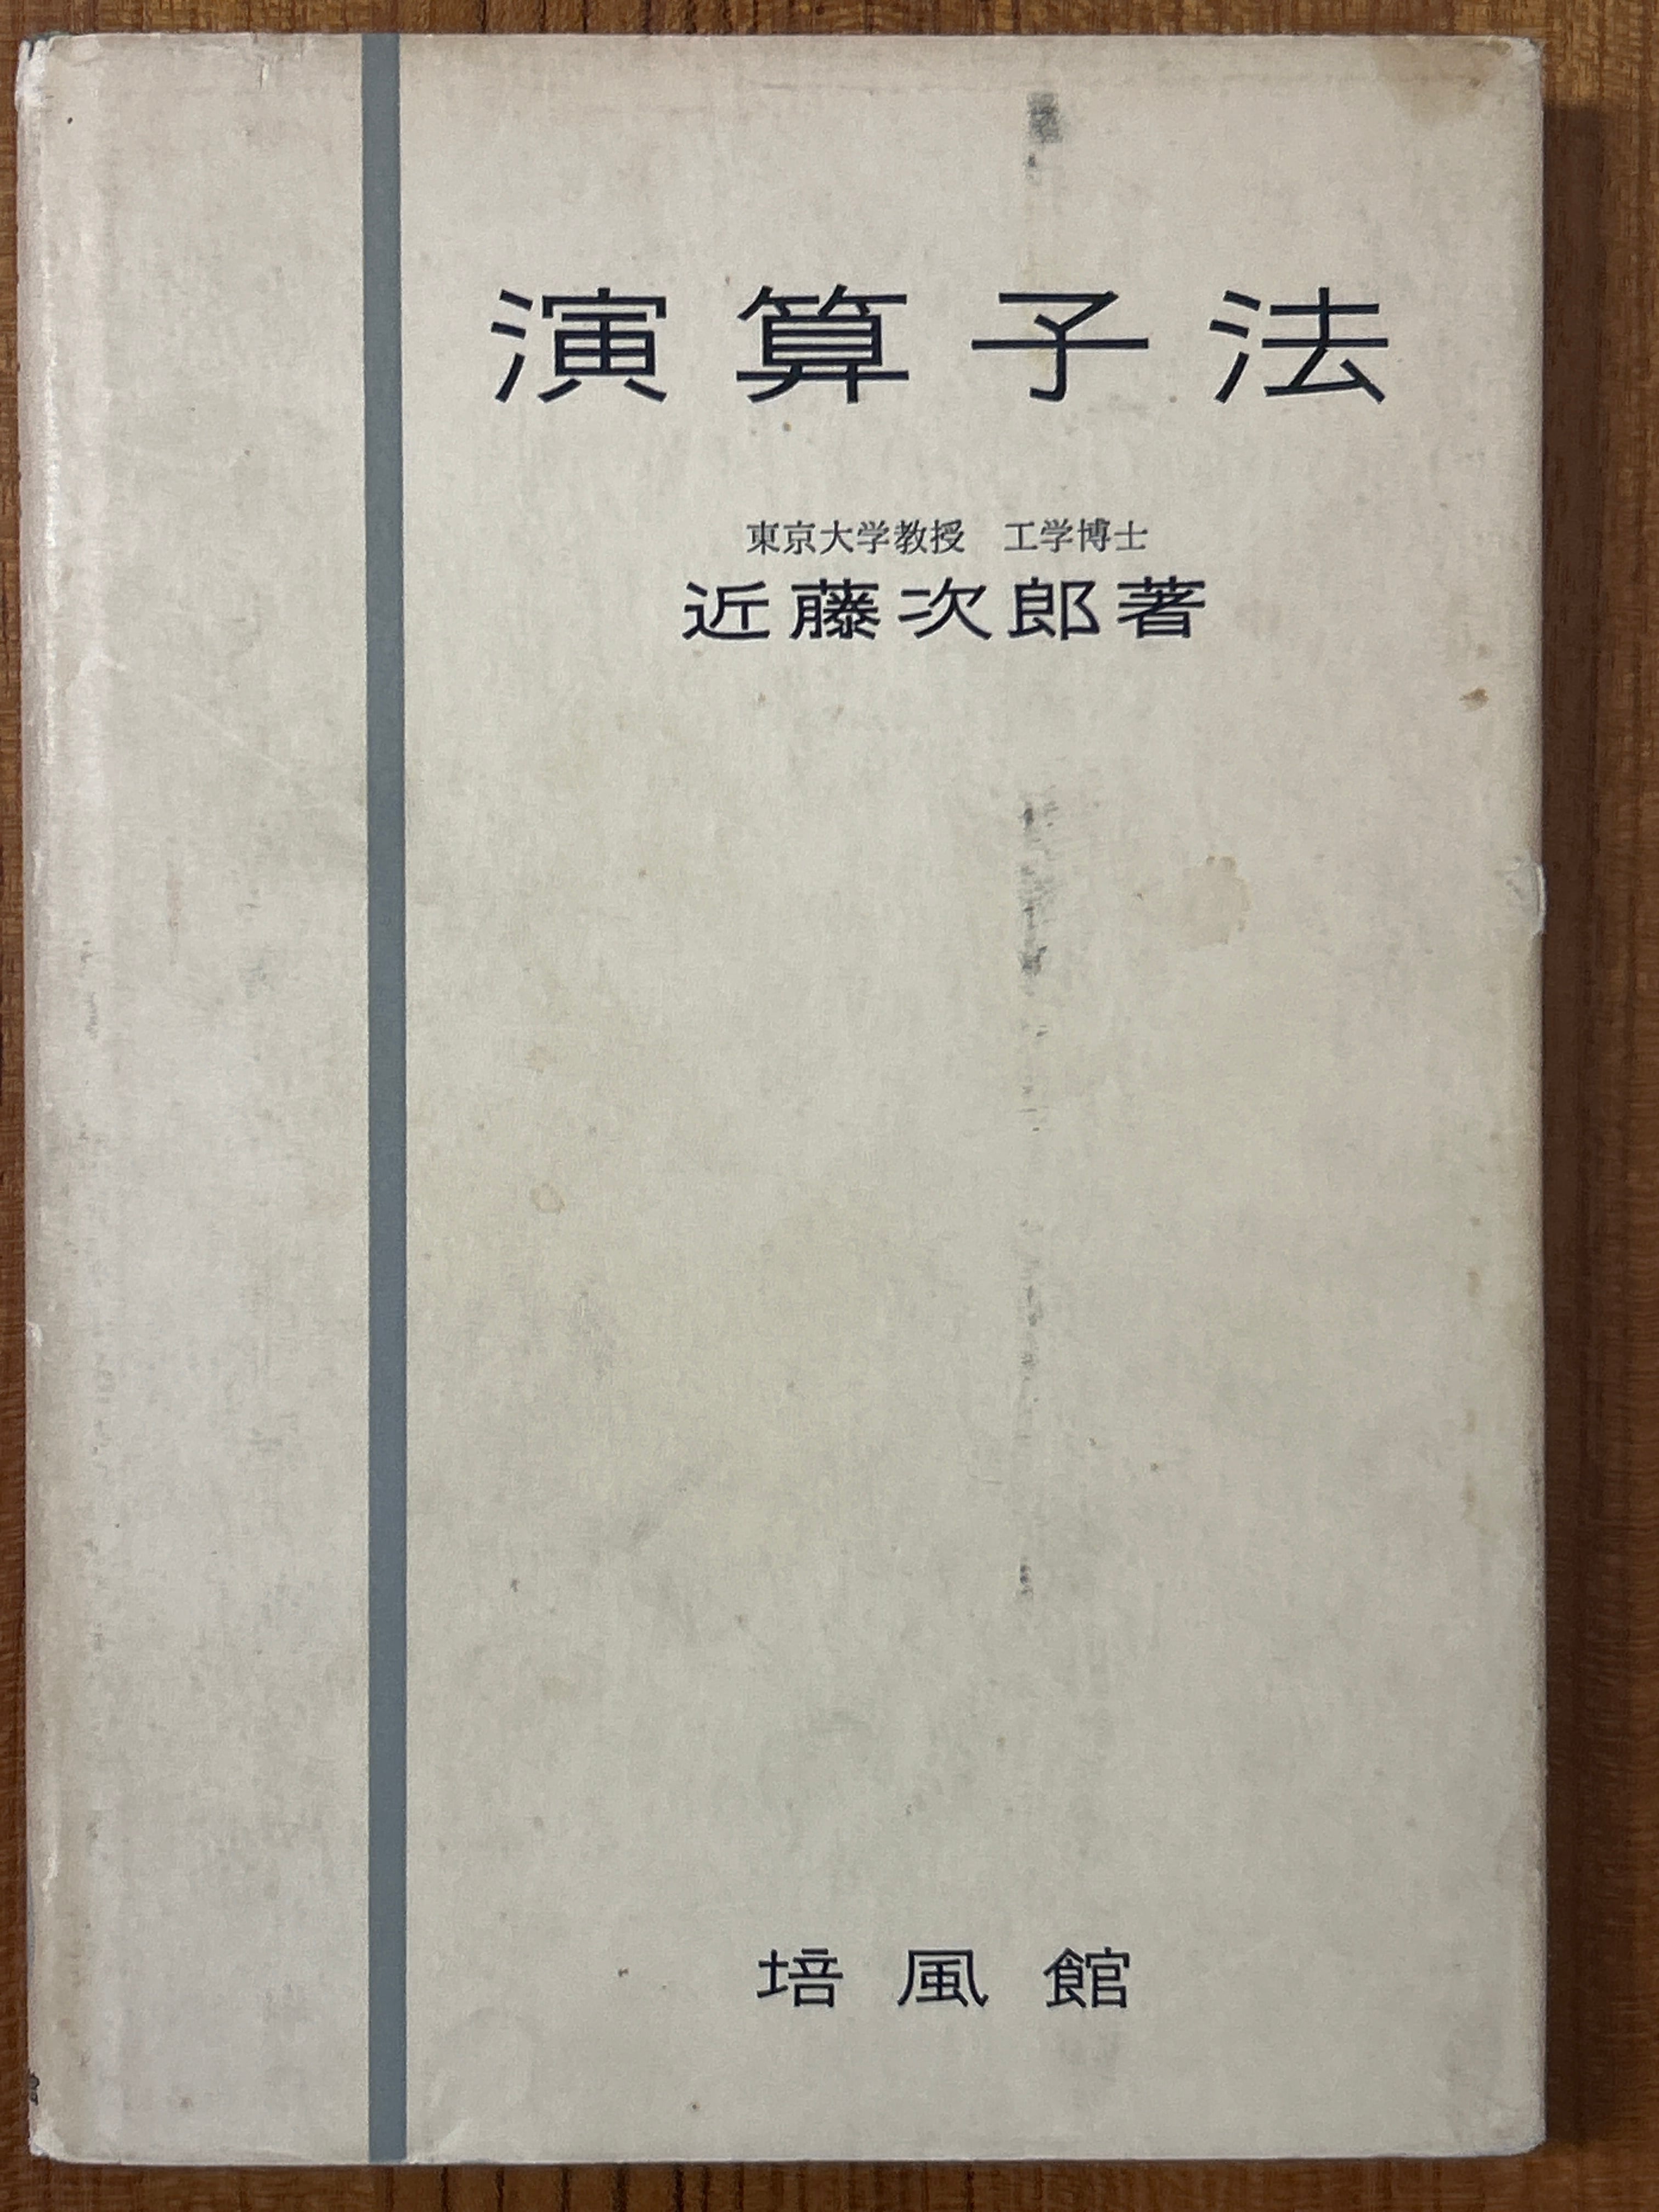 演算子法
東京大学教授　工学博士
近藤次郎著
培風館